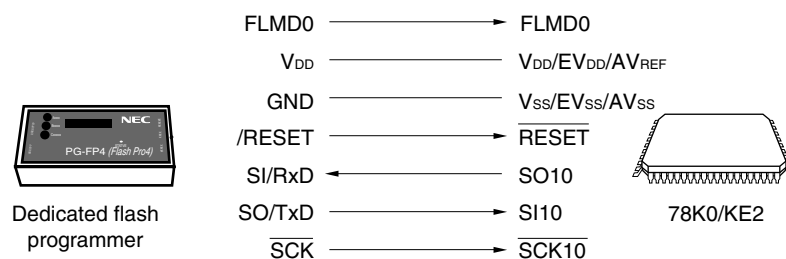 FLMD0 FLMD0
VDD VDD/EVDD/AVREF
GND VSS/EVSS/AVSS
/RESET RESET
SI/RxD SO10
SO/TxD SI10
SCK SCK10
NEC
PG-FP4 (Flash Pro4)
Dedicated flash
programmer
78K0/KE2